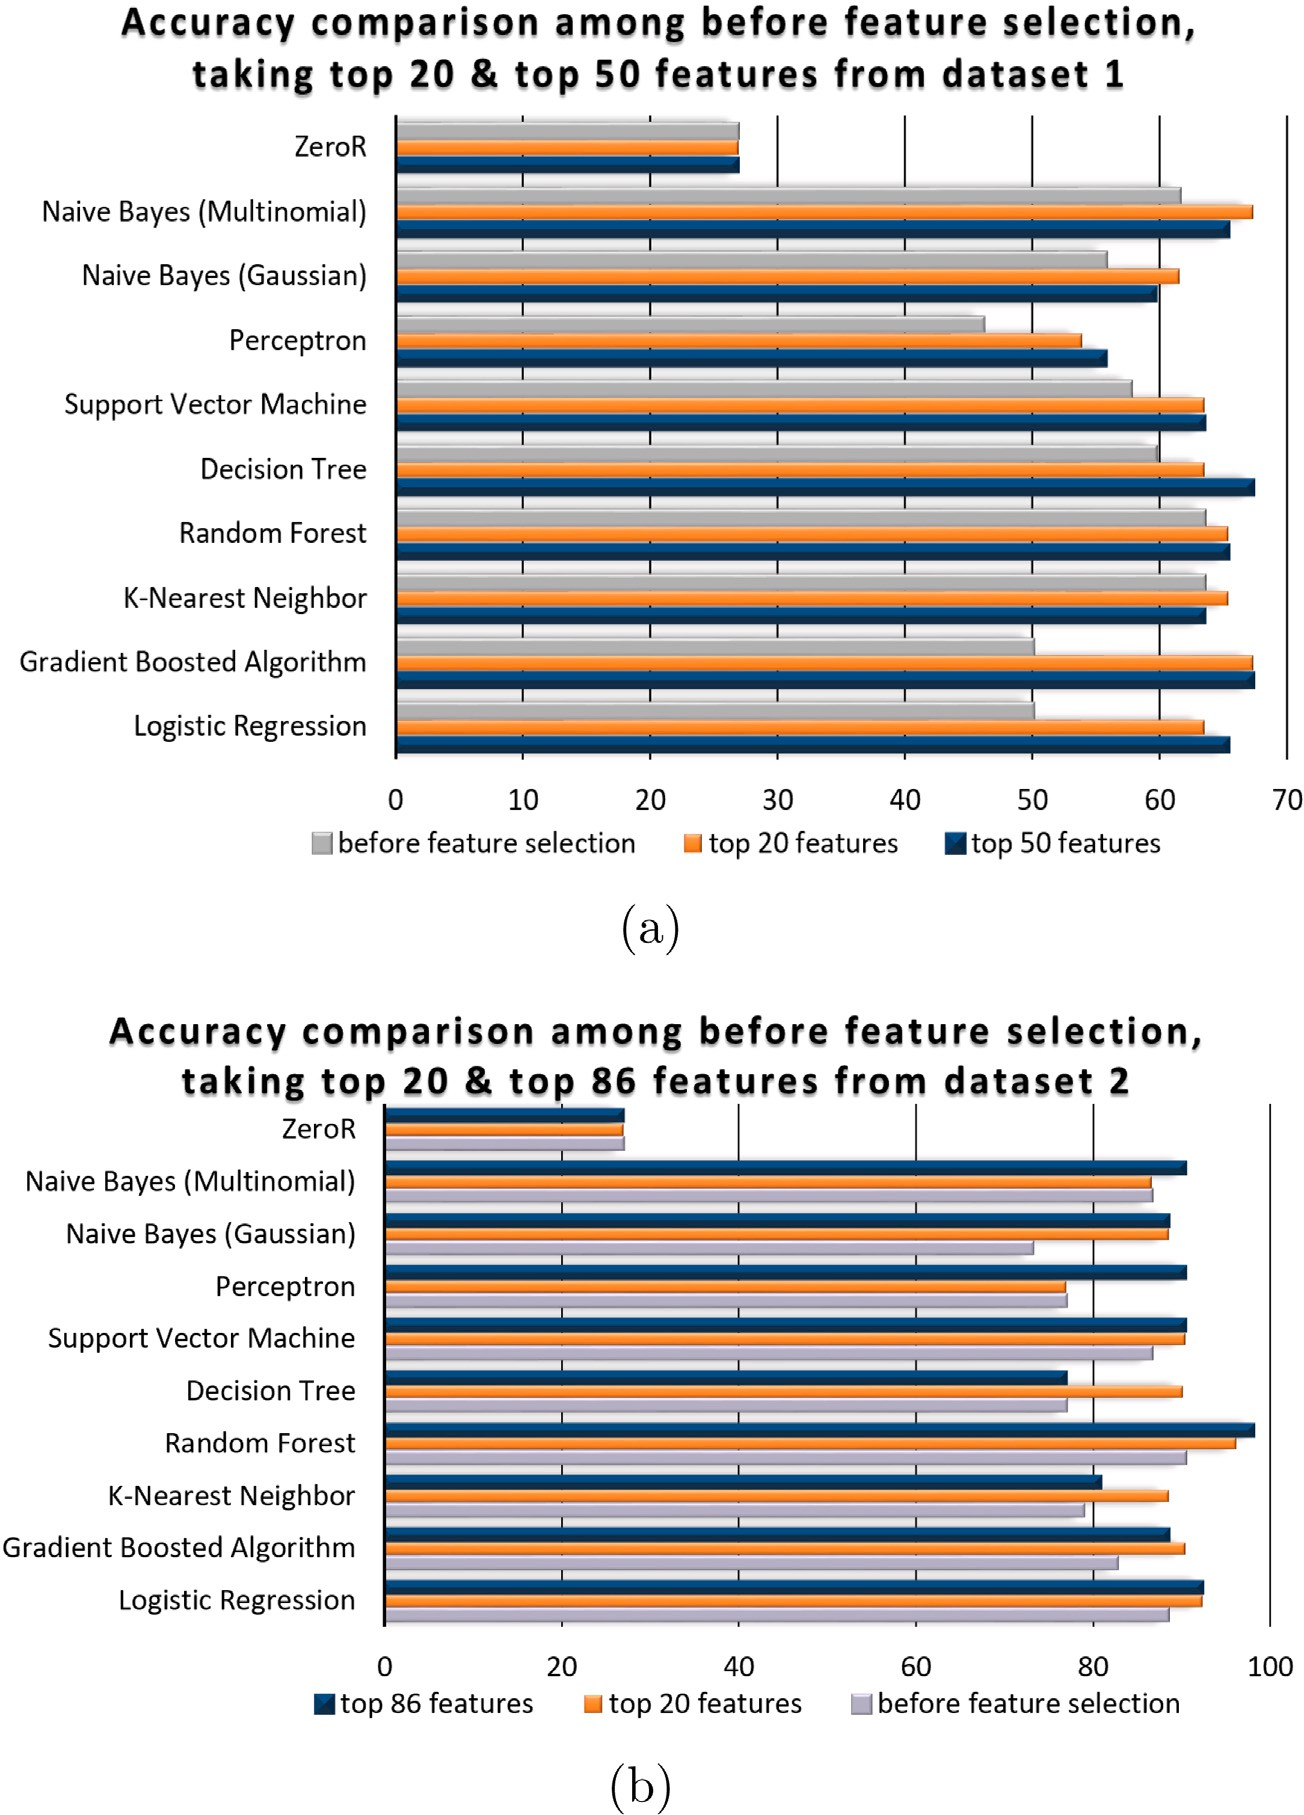 Accuracy comparison among before feature selection,
taking top 20 & top 50 features from dataset 1
ZeroR
Naive Bayes (Multinomial)
Naive Bayes (Gaussian)
Perceptron
Support Vector Machine
Decision Tree
Random Forest
K-Nearest Neighbor
Gradient Boosted Algorithm
Logistic Regression
0 10 20 30 40 50 60 70
before feature selection top 20 features top 50 features
(a)
Accuracy comparison among before feature selection,
taking top 20 & top 86 features from dataset 2
ZeroR
Naive Bayes (Multinomial)
Naive Bayes (Gaussian)
Perceptron
Support Vector Machine
Decision Tree
Random Forest
K-Nearest Neighbor
Gradient Boosted Algorithm
Logistic Regression
0 20 40 60 80 100
top 86 features top 20 features before feature selection
(b)